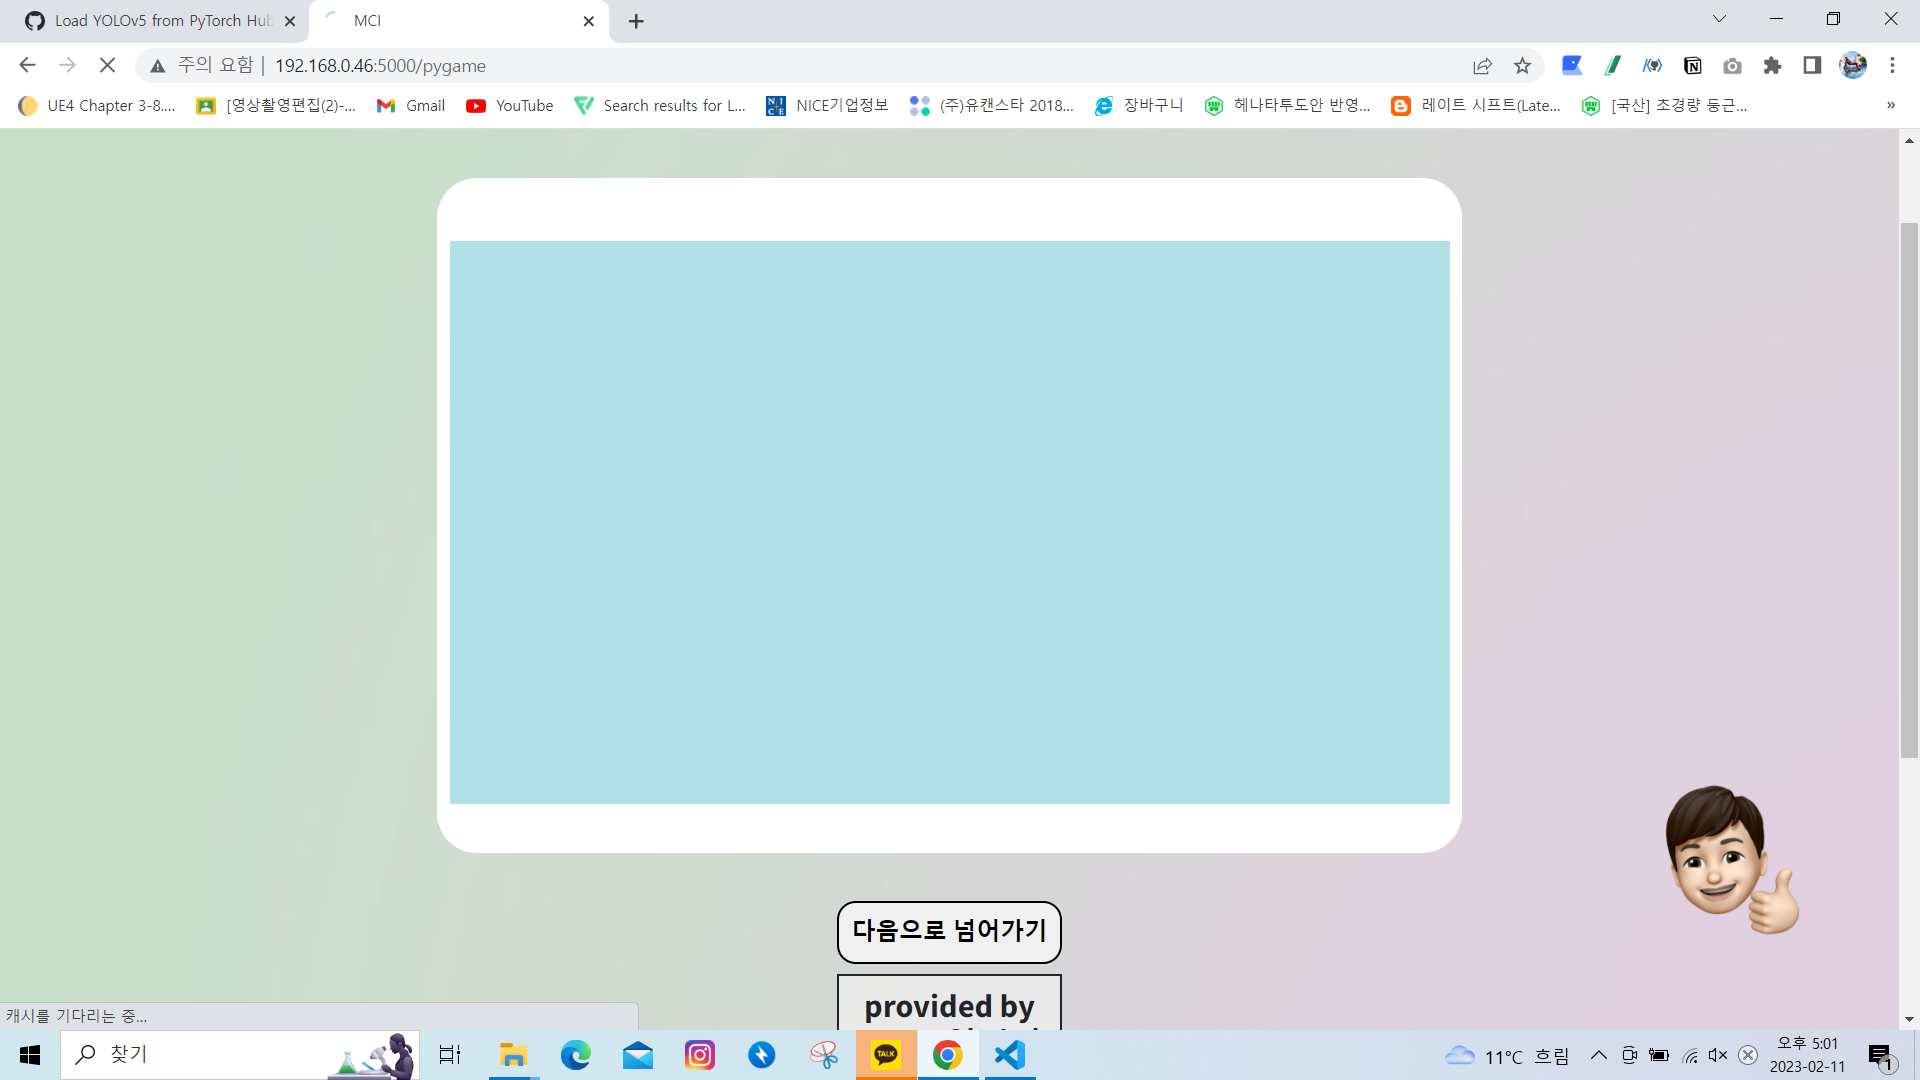 Load YOLOv5 from PyTorch Hub
MCI
주의 요함
192.168.0.46:5000/pygame
UE4 Chapter 3-8....
[영상촬영편집(2)-...
Gmail
YouTube
Search results for L...
NICE기업정보
(주)유캔스타 2018...
장바구니
헤나타투도안 반영...
레이트 시프트(Late...
[국산] 초경량 둥근...
»
다음으로 넘어가기
provided by
캐시를 기다리는 중...
찾기
TALK
11°C 흐림
오후 5:01
2023-02-11
1